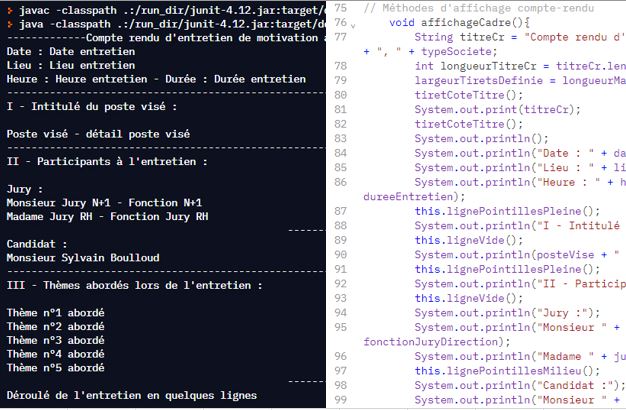 javac -classpath .:/run_dir/junit-4.12.jar:target/de
java -classpath .:/run_dir/junit-4.12.jar:target/de
------------Compte rendu d'entretien de motivation a
Date : Date entretien
Lieu : Lieu entretien
Heure : Heure entretien - Durée : Durée entretien
------------------------------------------------
I - Intitulé du poste visé :
Poste visé - détail poste visé
------------------------------------------------
II - Participants à l'entretien :
Jury :
Monsieur Jury N+1 - Fonction N+1
Madame Jury RH - Fonction Jury RH
------
Candidat :
Monsieur Sylvain Boulloud
------------------------------------------------
III - Thèmes abordés lors de l'entretien :
Thème n°1 abordé
Thème n°2 abordé
Thème n°3 abordé
Thème n°4 abordé
Thème n°5 abordé
------
Déroulé de l'entretien en quelques lignes
75 // Méthodes d'affichage compte-rendu
76 void affichageCadre(){
77 String titreCr = "Compte rendu d'
+ ", " + typeSociete;
78 int longueurTitreCr = titreCr.len
79 largeurTiretsDefinie = longueurMa
80 tiretCoteTitre();
81 System.out.print(titreCr);
82 tiretCoteTitre();
83 System.out.println();
84 System.out.println("Date : " + da
85 System.out.println("Lieu : " + li
86 System.out.println("Heure : " + h
dureeEntretien);
87 this.lignePointillesPleine();
88 System.out.println("I - Intitulé
89 this.ligneVide();
90 System.out.println(posteVise + "
91 this.lignePointillesPleine();
92 System.out.println("II - Particip
93 this.ligneVide();
94 System.out.println("Jury :");
95 System.out.println("Monsieur " +
fonctionJuryDirection);
96 System.out.println("Madame " + ju
97 this.lignePointillesMilieu();
98 System.out.println("Candidat :");
99 System.out.println("Monsieur " +